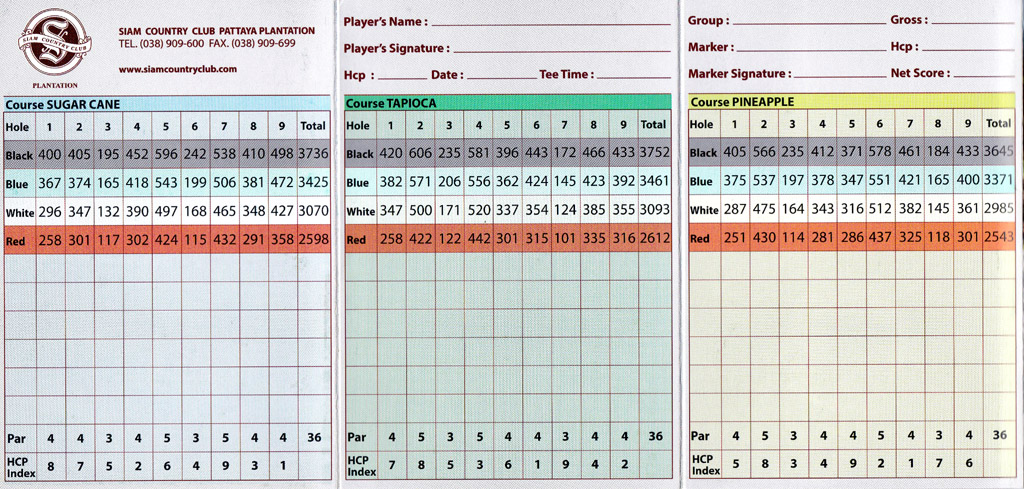 SIAM COUNTRY CLUB
S
PLANTATION
SIAM COUNTRY CLUB PATTAYA PLANTATION
TEL. (038) 909-600 FAX. (038) 909-699
www.siamcountryclub.com
Course SUGAR CANE
Hole 1 2 3 4 5 6 7 8 9 Total
Black 400 405 195 452 596 242 538 410 498 3736
Blue 367 374 165 418 543 199 506 381 472 3425
White 296 347 132 390 497 168 465 348 427 3070
Red 258 301 117 302 424 115 432 291 358 2598
Par 4 4 3 4 5 3 5 4 4 36
HCP
Index 8 7 5 2 6 4 9 3 1
Player's Name :
Player's Signature :
Hcp : Date : Tee Time :
Course TAPIOCA
Hole 1 2 3 4 5 6 7 8 9 Total
Black 420 606 235 581 396 443 172 466 433 3752
Blue 382 571 206 556 362 424 145 423 392 3461
White 347 500 171 520 337 354 124 385 355 3093
Red 258 422 122 442 301 315 101 335 316 2612
Par 4 5 3 5 4 4 3 4 4 36
HCP
Index 7 8 5 3 6 1 9 4 2
Group : Gross :
Marker : Hcp :
Marker Signature : Net Score :
Course PINEAPPLE
Hole 1 2 3 4 5 6 7 8 9 Total
Black 405 566 235 412 371 578 461 184 433 3645
Blue 375 537 197 378 347 551 421 165 400 3371
White 287 475 164 343 316 512 382 145 361 2985
Red 251 430 114 281 286 437 325 118 301 2543
Par 4 5 3 4 4 5 4 3 4 36
HCP
Index 5 8 3 4 9 2 1 7 6